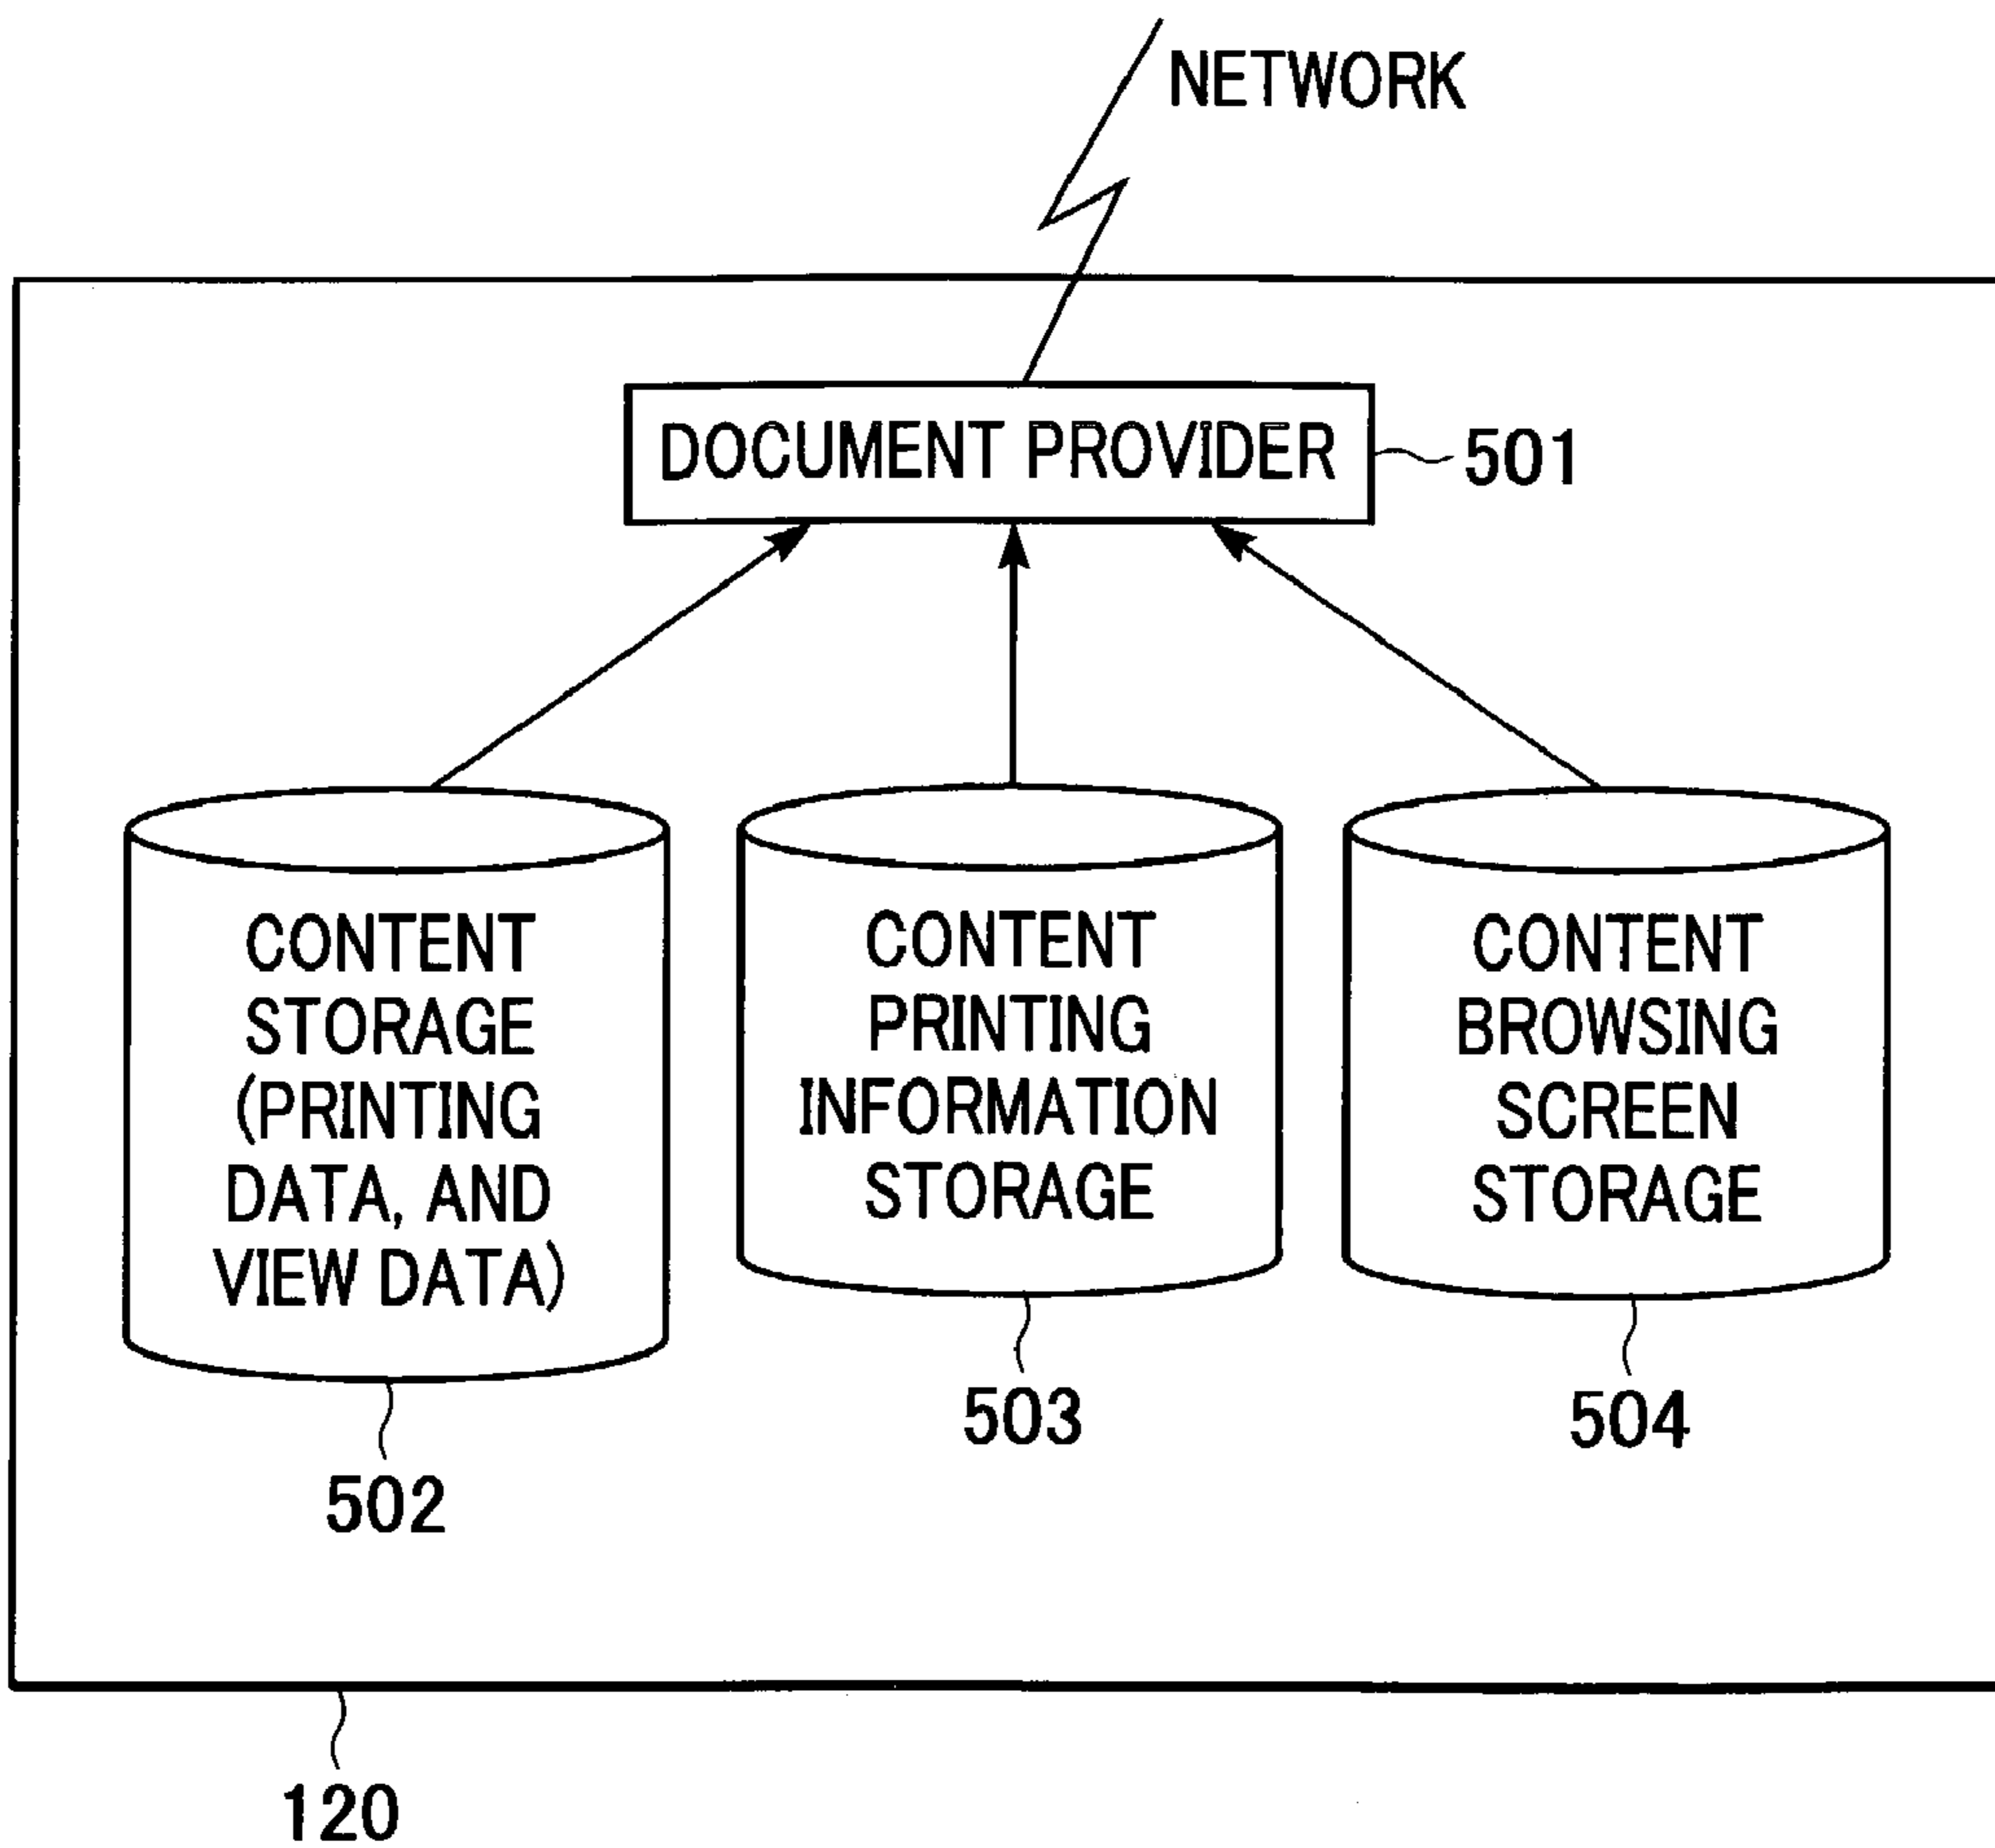 NETWORK
DOCUMENT PROVIDER
501
CONTENT
STORAGE
(PRINTING
DATA, AND
VIEW DATA)
502
CONTENT
PRINTING
INFORMATION
STORAGE
503
CONTENT
BROWSING
SCREEN
STORAGE
504
120